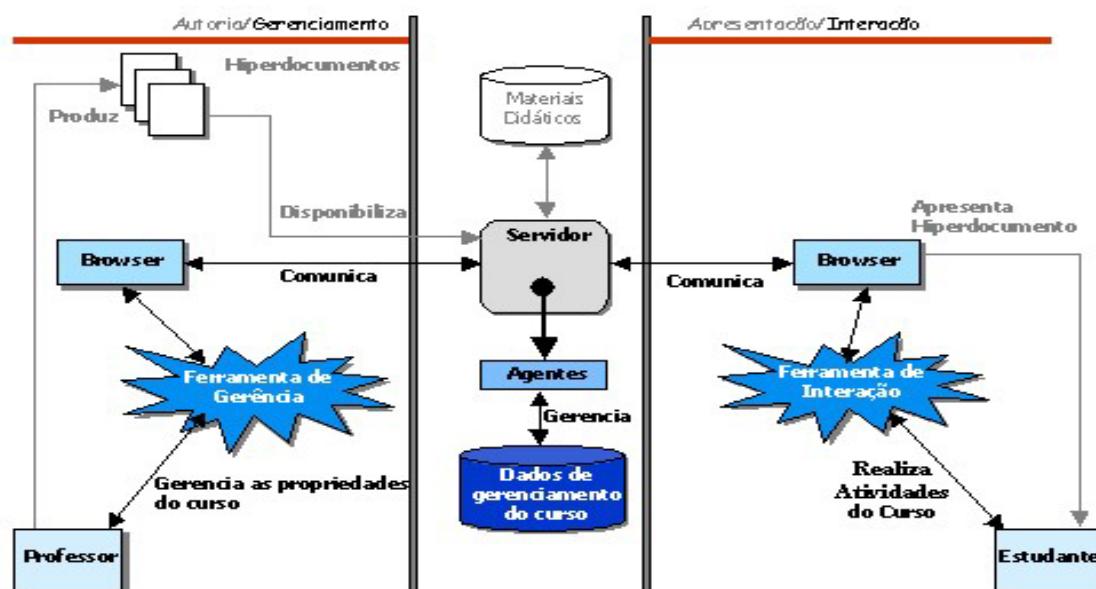 Autoria/Gerenciamento
Apresentação/Interação
Hiperdocumentos
Produz
Materiais
Didáticos
Disponibiliza
Servidor
Apresenta
Hiperdocumento
Browser
Comunica
Comunica
Browser
Ferramenta de
Gerência
Agentes
Ferramenta de
Interação
Gerencia
Gerencia as propriedades
do curso
Dados de
gerenciamento
do curso
Realiza
Atividades
do Curso
Professor
Estudante